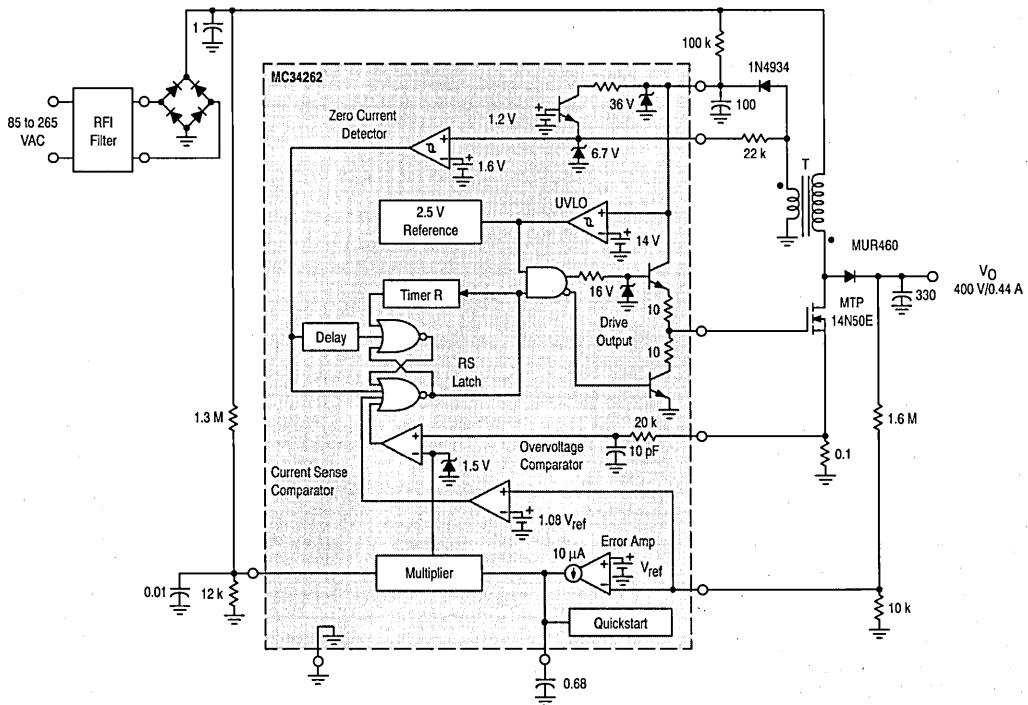 1
100 k
1N4934
MC34262
100
36 V
1.2 V
Zero Current
Detector
85 to 265
VAC
RFI
Filter
6.7 V
22 k
1.6 V
T
UVLO
2.5 V
Reference
14 V
MUR460
VO
400 V/0.44 A
16 V
10
Timer R
Drive
Output
330
MTP
14N50E
Delay
10
RS
Latch
1.3 M
20 k
1.6 M
10 pF
Overvoltage
Comparator
0.1
1.5 V
Current Sense
Comparator
1.08 Vref
Error Amp
10 µA
Vref
Multiplier
0.01
12 k
10 k
Quickstart
0.68